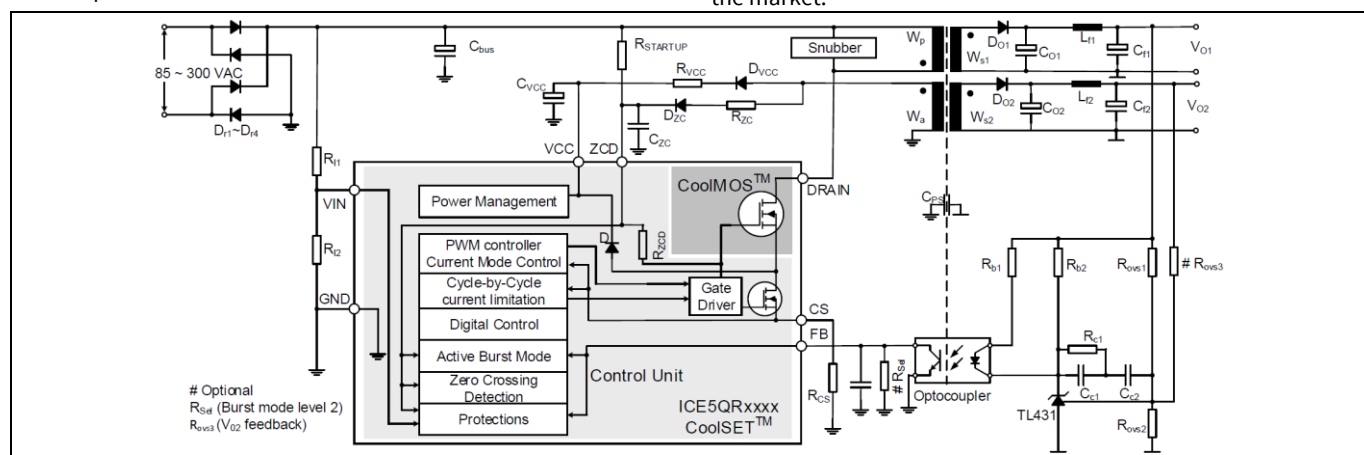 the market.
85 ~ 300 VAC
Dr1~Dr4
Cbus
RSTARTUP
Snubber
Wp
Ws1
DO1
CO1
Lf1
Cf1
VO1
CVCC
RVCC
DVCC
DZC
RZC
CZC
Wa
Ws2
DO2
CO2
Lf2
Cf2
VO2
RI1
VIN
RI2
GND
VCC
ZCD
DRAIN
CoolMOS™
Power Management
D
RZCD
PWM controller
Current Mode Control
Cycle-by-Cycle
current limitation
Gate
Driver
Digital Control
Active Burst Mode
Zero Crossing
Detection
Protections
Control Unit
ICE5QRxxxx
CoolSET™
CS
FB
RCS
# RSel
Optocoupler
CPS
Rb1
Rb2
Rovs1
# Rovs3
Rc1
Cc1
Cc2
TL431
Rovs2
# Optional
RSel (Burst mode level 2)
Rovs3 (V02 feedback)